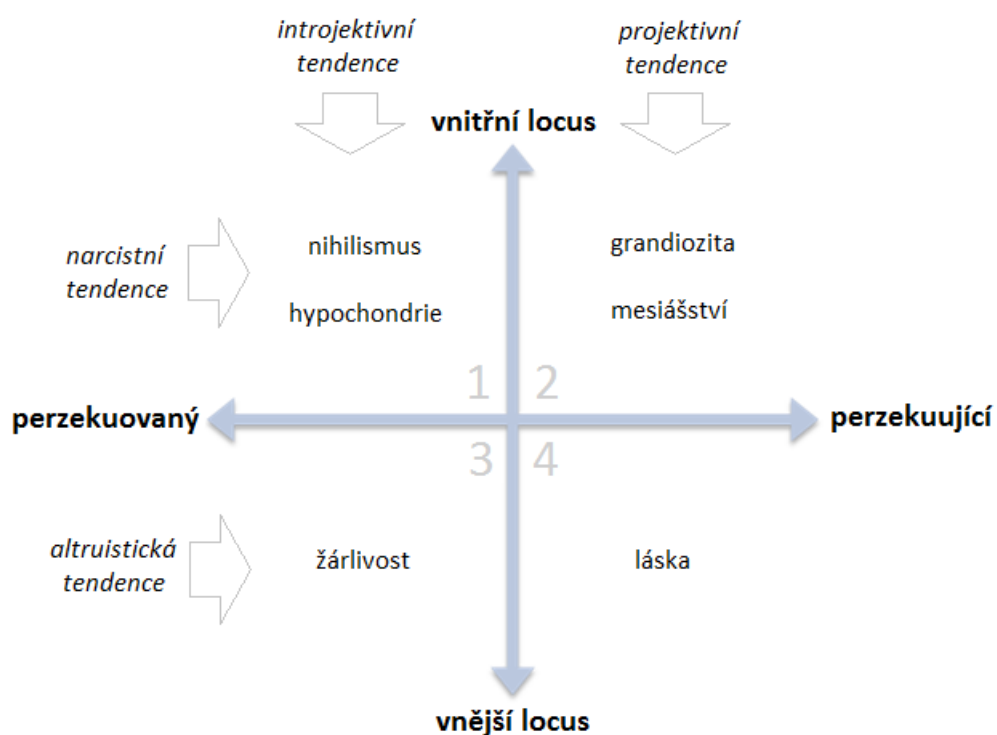 introjektivní
tendence
projektivní
tendence
vnitřní locus
narcistní
tendence
nihilismus
grandiozita
hypochondrie
mesiášství
1 2
perzekuovaný
perzekuující
3 4
altruistická
tendence
žárlivost
láska
vnější locus